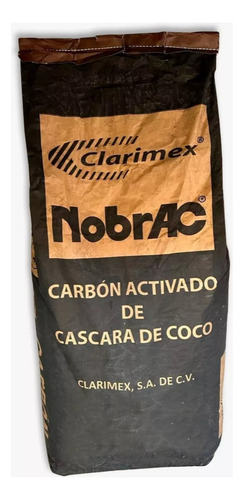 Clarimex®
NobrAC®
CARBÓN ACTIVADO
DE
CASCARA DE COCO
CLARIMEX, S.A. DE C.V.